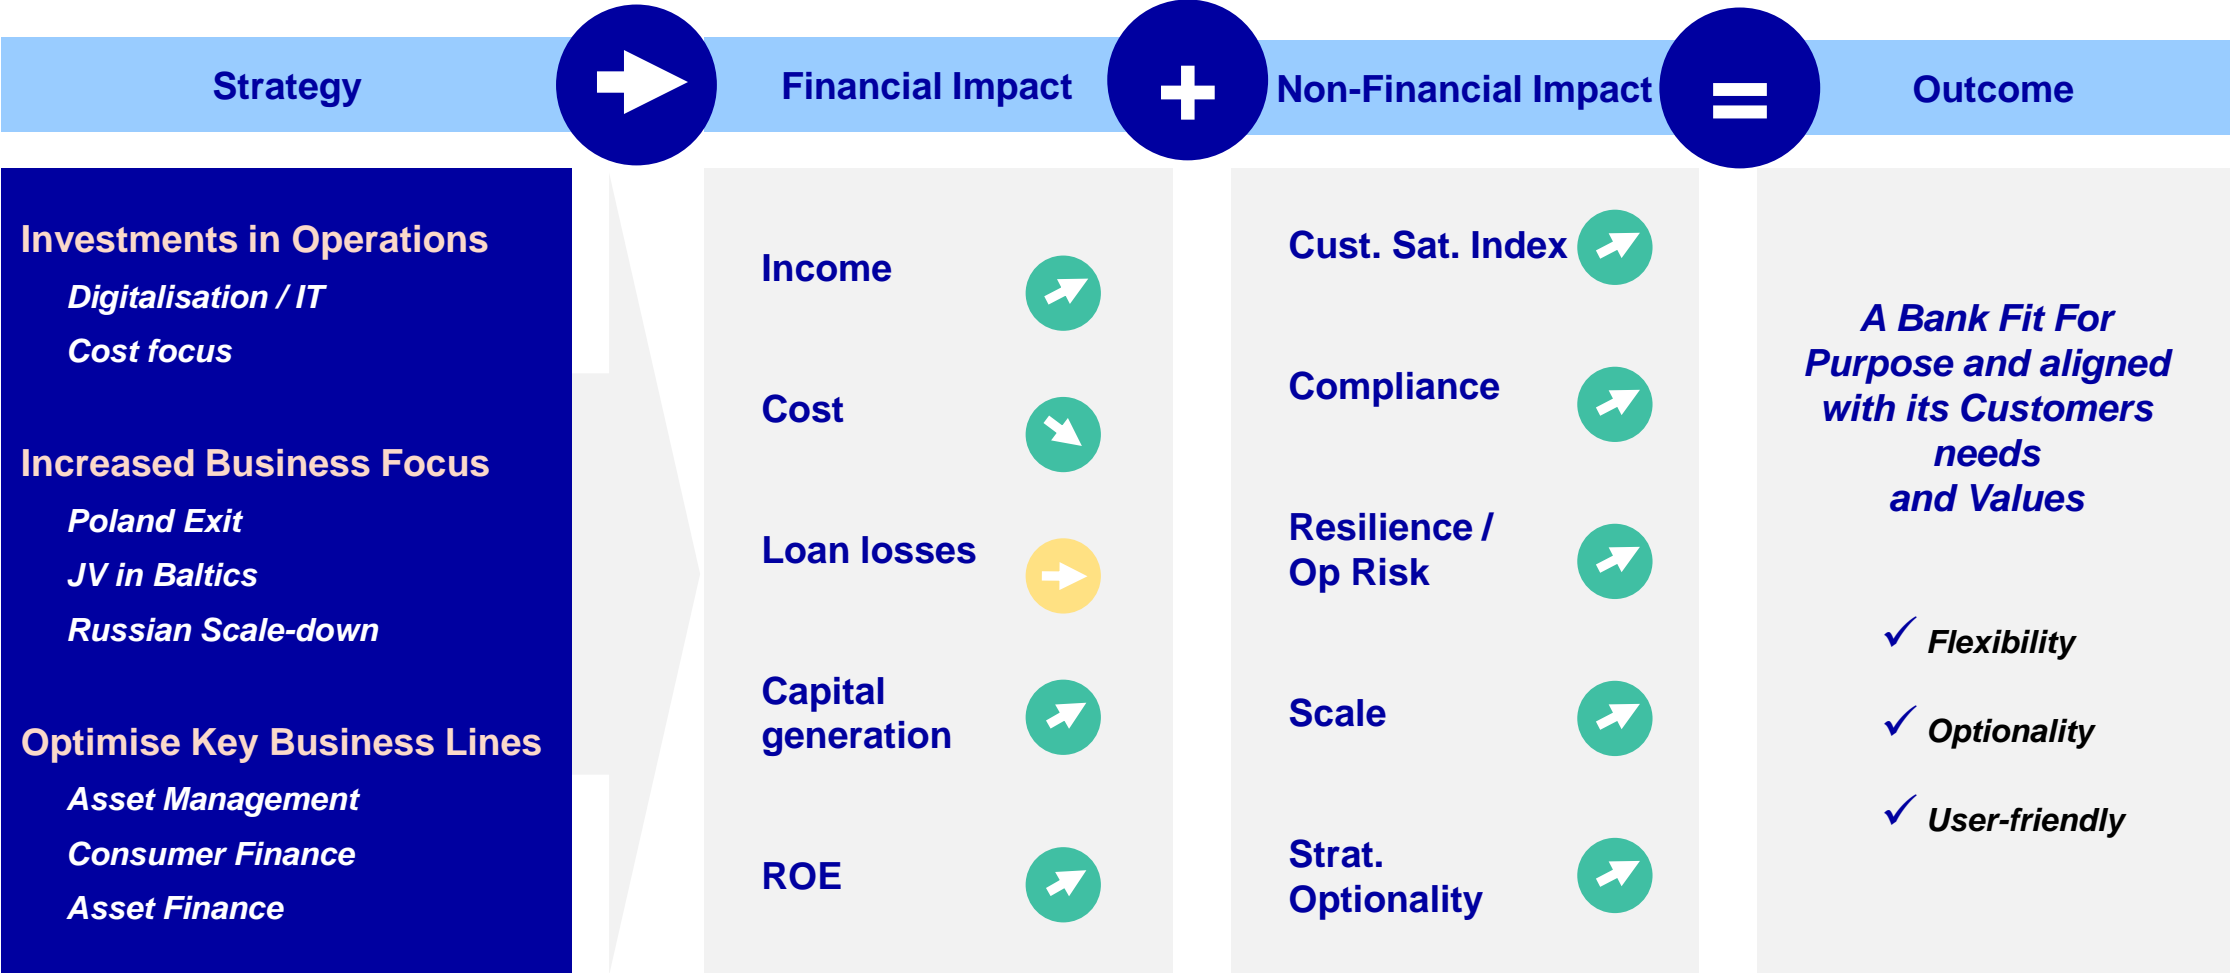 Strategy
Financial Impact
+
Non-Financial Impact
=
Outcome
Investments in Operations
Digitalisation / IT
Cost focus
Increased Business Focus
Poland Exit
JV in Baltics
Russian Scale-down
Optimise Key Business Lines
Asset Management
Consumer Finance
Asset Finance
Income
Cost
Loan losses
Capital
generation
ROE
Cust. Sat. Index
Compliance
Resilience /
Op Risk
Scale
Strat.
Optionality
A Bank Fit For
Purpose and aligned
with its Customers
needs
and Values
✓ Flexibility
✓ Optionality
✓ User-friendly